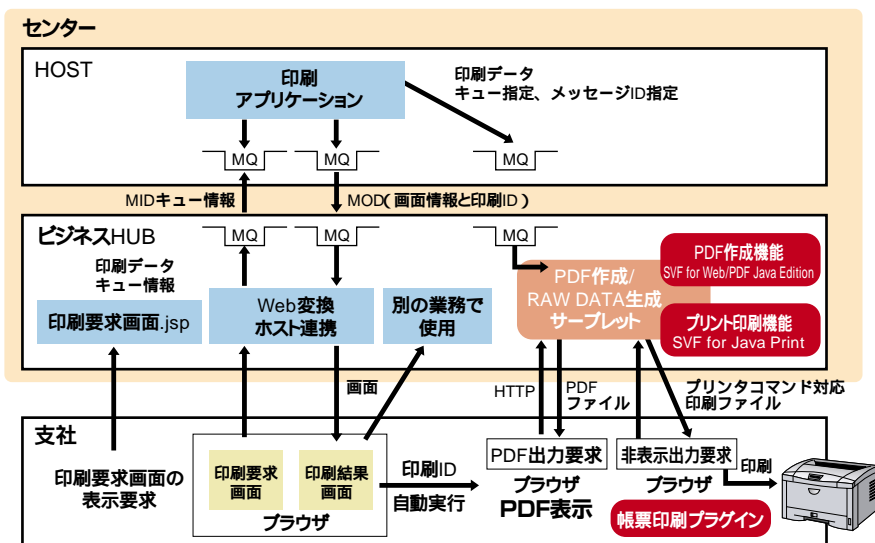 センター
HOST
印刷
アプリケーション
印刷データ
キュー指定、メッセージID指定
MQ
MQ
MQ
MIDキュー情報
MOD(画面情報と印刷ID)
ビジネスHUB
MQ
MQ
MQ
印刷データ
キュー情報
印刷要求画面.jsp
Web変換
ホスト連携
別の業務で
使用
PDF作成/
RAW DATA生成
サーブレット
PDF作成機能
SVF for Web/PDF Java Edition
プリント印刷機能
SVF for Java Print
画面
HTTP
PDF
ファイル
プリンタコマンド対応
印刷ファイル
支社
印刷要求画面の
表示要求
印刷要求
画面
印刷結果
画面
ブラウザ
印刷ID
自動実行
PDF出力要求
ブラウザ
PDF表示
非表示出力要求
ブラウザ
印刷
帳票印刷プラグイン